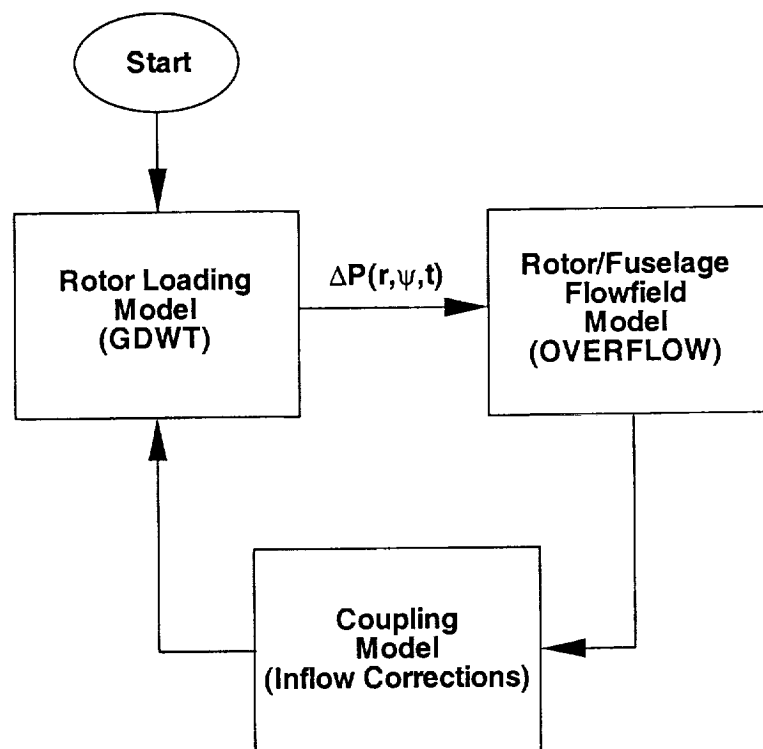 Start
Rotor Loading
Model
(GDWT)
ΔP(r,ψ,t)
Rotor/Fuselage
Flowfield
Model
(OVERFLOW)
Coupling
Model
(Inflow Corrections)